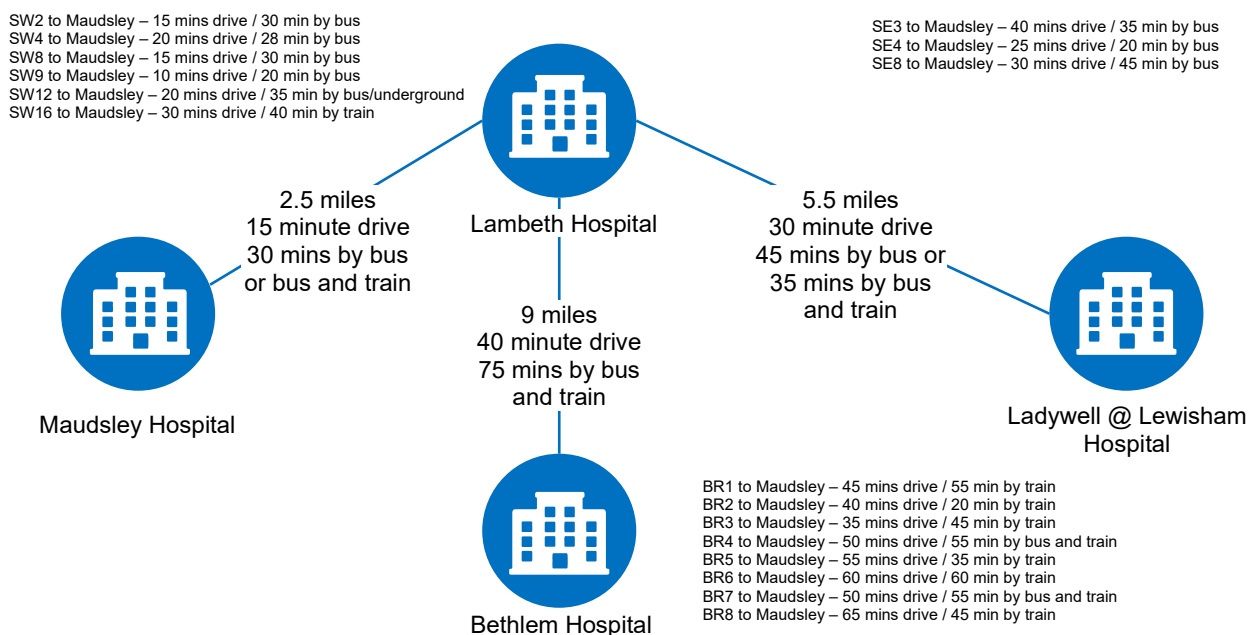 SW2 to Maudsley – 15 mins drive / 30 min by bus
SW4 to Maudsley – 20 mins drive / 28 min by bus
SW8 to Maudsley – 15 mins drive / 30 min by bus
SW9 to Maudsley – 10 mins drive / 20 min by bus
SW12 to Maudsley – 20 mins drive / 35 min by bus/underground
SW16 to Maudsley – 30 mins drive / 40 min by train
SE3 to Maudsley – 40 mins drive / 35 min by bus
SE4 to Maudsley – 25 mins drive / 20 min by bus
SE8 to Maudsley – 30 mins drive / 45 min by bus
Lambeth Hospital
2.5 miles
15 minute drive
30 mins by bus
or bus and train
5.5 miles
30 minute drive
45 mins by bus or
35 mins by bus
and train
9 miles
40 minute drive
75 mins by bus
and train
Maudsley Hospital
Ladywell @ Lewisham
Hospital
BR1 to Maudsley – 45 mins drive / 55 min by train
BR2 to Maudsley – 40 mins drive / 20 min by train
BR3 to Maudsley – 35 mins drive / 45 min by train
BR4 to Maudsley – 50 mins drive / 55 min by bus and train
BR5 to Maudsley – 55 mins drive / 35 min by train
BR6 to Maudsley – 60 mins drive / 60 min by train
BR7 to Maudsley – 50 mins drive / 55 min by bus and train
BR8 to Maudsley – 65 mins drive / 45 min by train
Bethlem Hospital